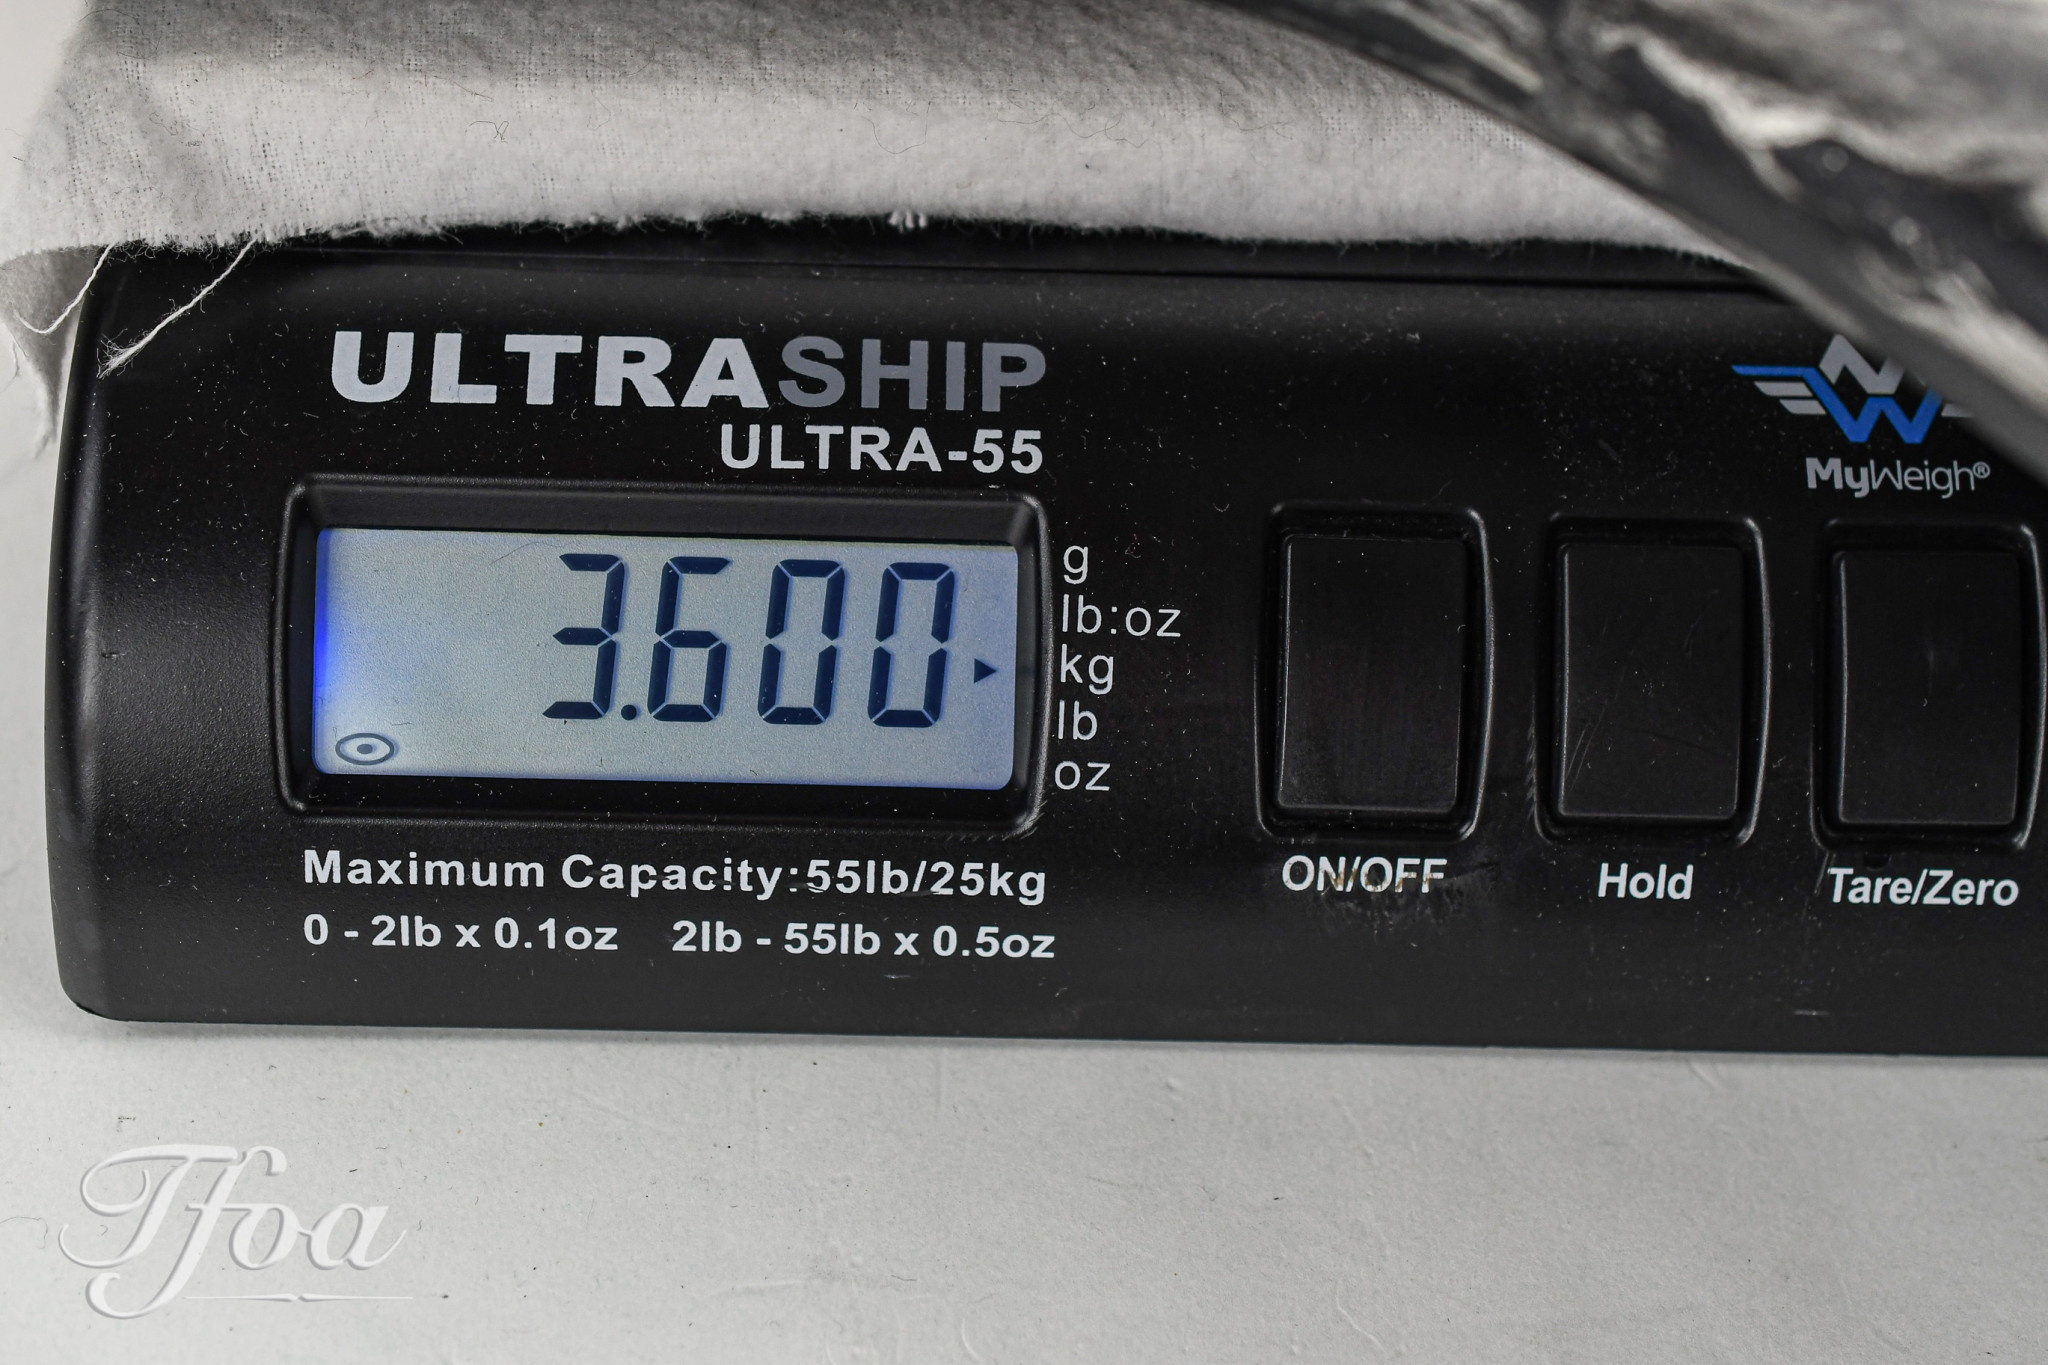 ULTRASHIP
ULTRA-55
MyWeigh®
3.600
g
lb:oz
kg
lb
oz
ON/OFF
Hold
Tare/Zero
Maximum Capacity:55lb/25kg
0 - 2lb x 0.1oz 2lb - 55lb x 0.5oz
Tfoa